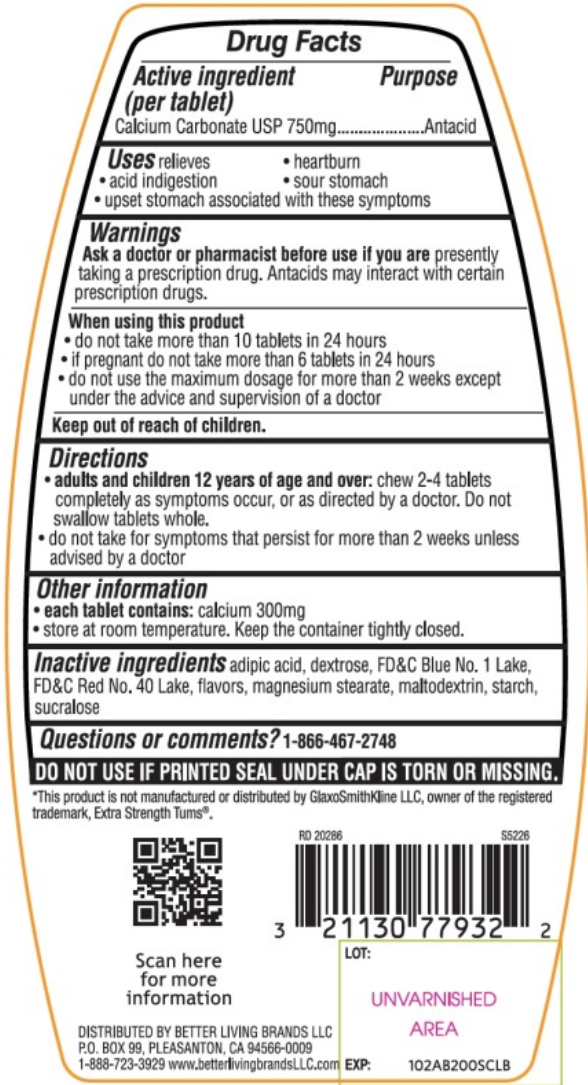 Drug Facts
Active ingredient Purpose
(per tablet)
Calcium Carbonate USP 750mg.....................Antacid
Uses relieves • heartburn
• acid indigestion • sour stomach
• upset stomach associated with these symptoms
Warnings
Ask a doctor or pharmacist before use if you are presently
taking a prescription drug. Antacids may interact with certain
prescription drugs.
When using this product
• do not take more than 10 tablets in 24 hours
• if pregnant do not take more than 6 tablets in 24 hours
• do not use the maximum dosage for more than 2 weeks except
under the advice and supervision of a doctor
Keep out of reach of children.
Directions
• adults and children 12 years of age and over: chew 2-4 tablets
completely as symptoms occur, or as directed by a doctor. Do not
swallow tablets whole.
• do not take for symptoms that persist for more than 2 weeks unless
advised by a doctor
Other information
• each tablet contains: calcium 300mg
• store at room temperature. Keep the container tightly closed.
Inactive ingredients adipic acid, dextrose, FD&C Blue No. 1 Lake,
FD&C Red No. 40 Lake, flavors, magnesium stearate, maltodextrin, starch,
sucralose
Questions or comments? 1-866-467-2748
DO NOT USE IF PRINTED SEAL UNDER CAP IS TORN OR MISSING.
*This product is not manufactured or distributed by GlaxoSmithKline LLC, owner of the registered
trademark, Extra Strength Tums®.
RD 20286 S5226
3 21130 77932 2
Scan here
for more
information
LOT:
UNVARNISHED
AREA
DISTRIBUTED BY BETTER LIVING BRANDS LLC
P.O. BOX 99, PLEASANTON, CA 94566-0009
1-888-723-3929 www.betterlivingbrandsLLC.com
EXP: 102AB200SCLB